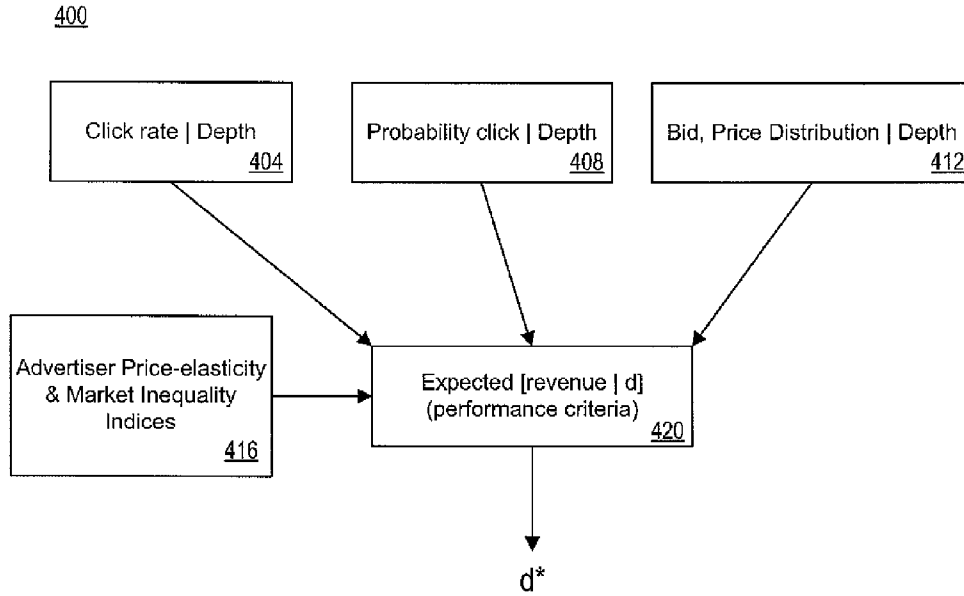 400
Click rate | Depth
404
Probability click | Depth
408
Bid, Price Distribution | Depth
412
Advertiser Price-elasticity
& Market Inequality
Indices
416
Expected [revenue | d]
(performance criteria)
420
d*